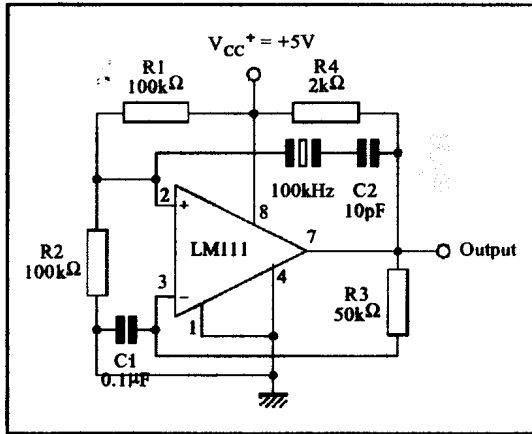 V_CC⁺ = +5V
R1
100kΩ
R4
2kΩ
100kHz
C2
10pF
2
+
8
LM111
7
Output
R2
100kΩ
3
−
4
1
R3
50kΩ
C1
0.1μF